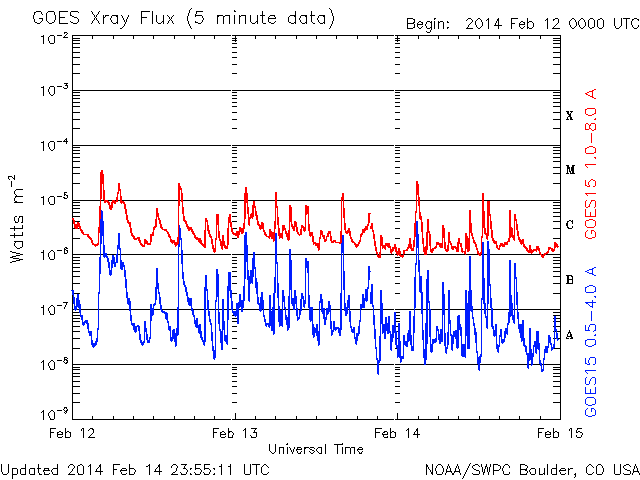 GOES Xray Flux (5 minute data)
Begin: 2014 Feb 12 0000 UTC
10-2
10-3
10-4
10-5
10-6
10-7
10-8
10-9
Watts m-2
X
M
C
B
A
GOES15 1.0-8.0 A
GOES15 0.5-4.0 A
Feb 12
Feb 13
Feb 14
Feb 15
Universal Time
Updated 2014 Feb 14 23:55:11 UTC
NOAA/SWPC Boulder, CO USA